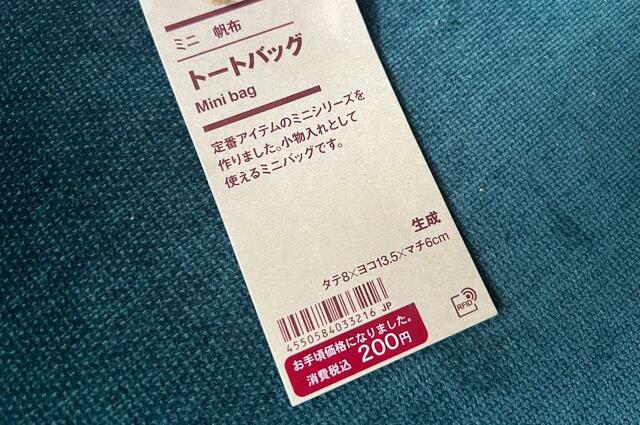 ミニ 帆布
トートバッグ
Mini bag
定番アイテムのミニシリーズを
作りました。小物入れとして
使えるミニバッグです。
生成
タテ8×ヨコ13.5×マチ6cm
4550584033216 JP
RFID
お手頃価格になりました。
消費税込 200円